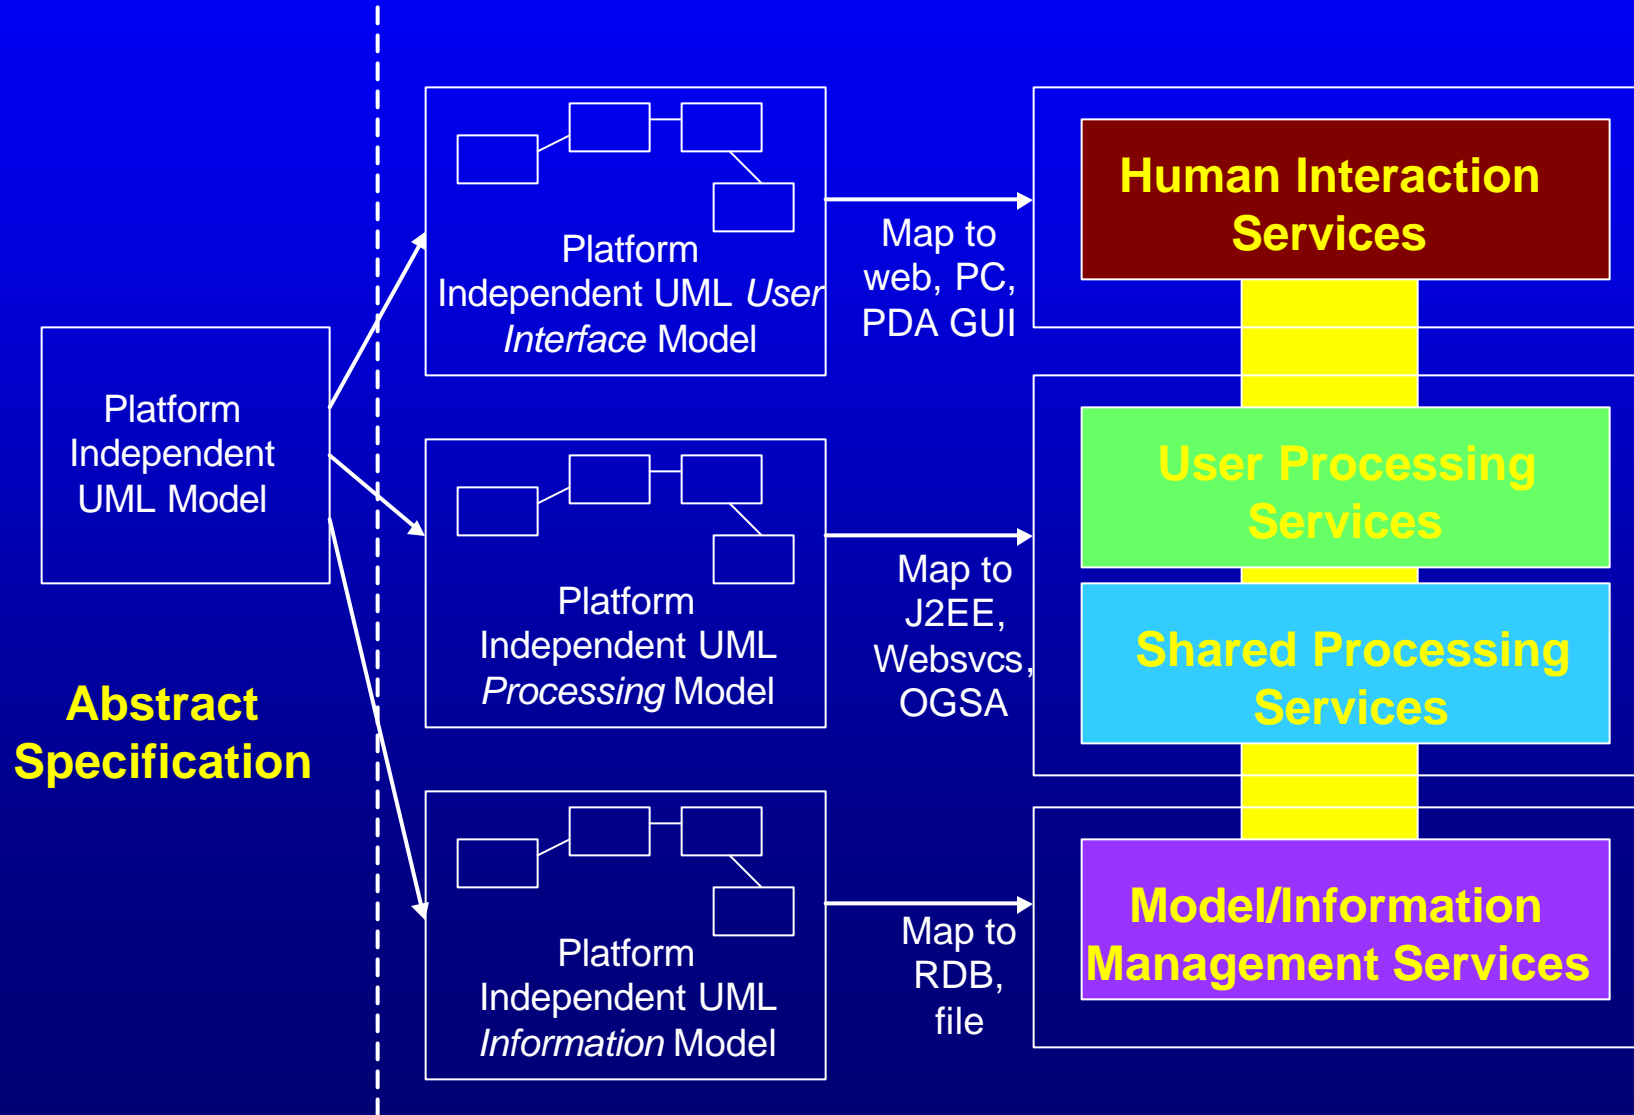 Platform
Independent
UML Model
Abstract
Specification
Platform
Independent UML User
Interface Model
Map to
web, PC,
PDA GUI
Human Interaction
Services
Platform
Independent UML
Processing Model
Map to
J2EE,
Websvcs,
OGSA
User Processing
Services
Shared Processing
Services
Platform
Independent UML
Information Model
Map to
RDB,
file
Model/Information
Management Services